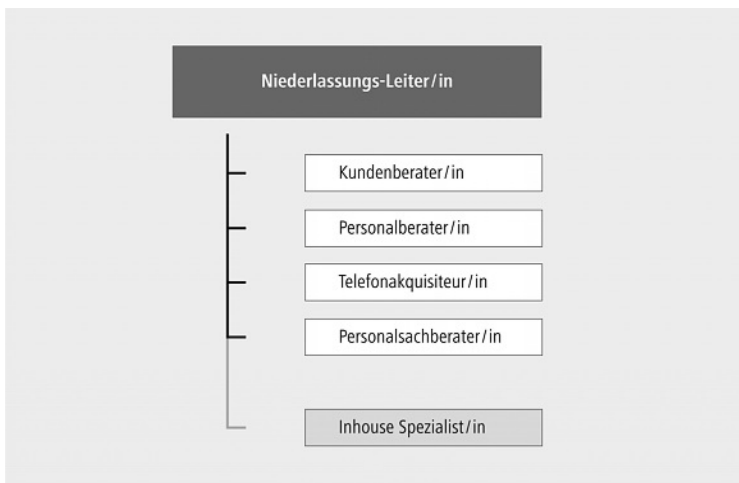 Niederlassungs-Leiter/in
Kundenberater/in
Personalberater/in
Telefonakquisiteur/in
Personalsachberater/in
Inhouse Spezialist/in